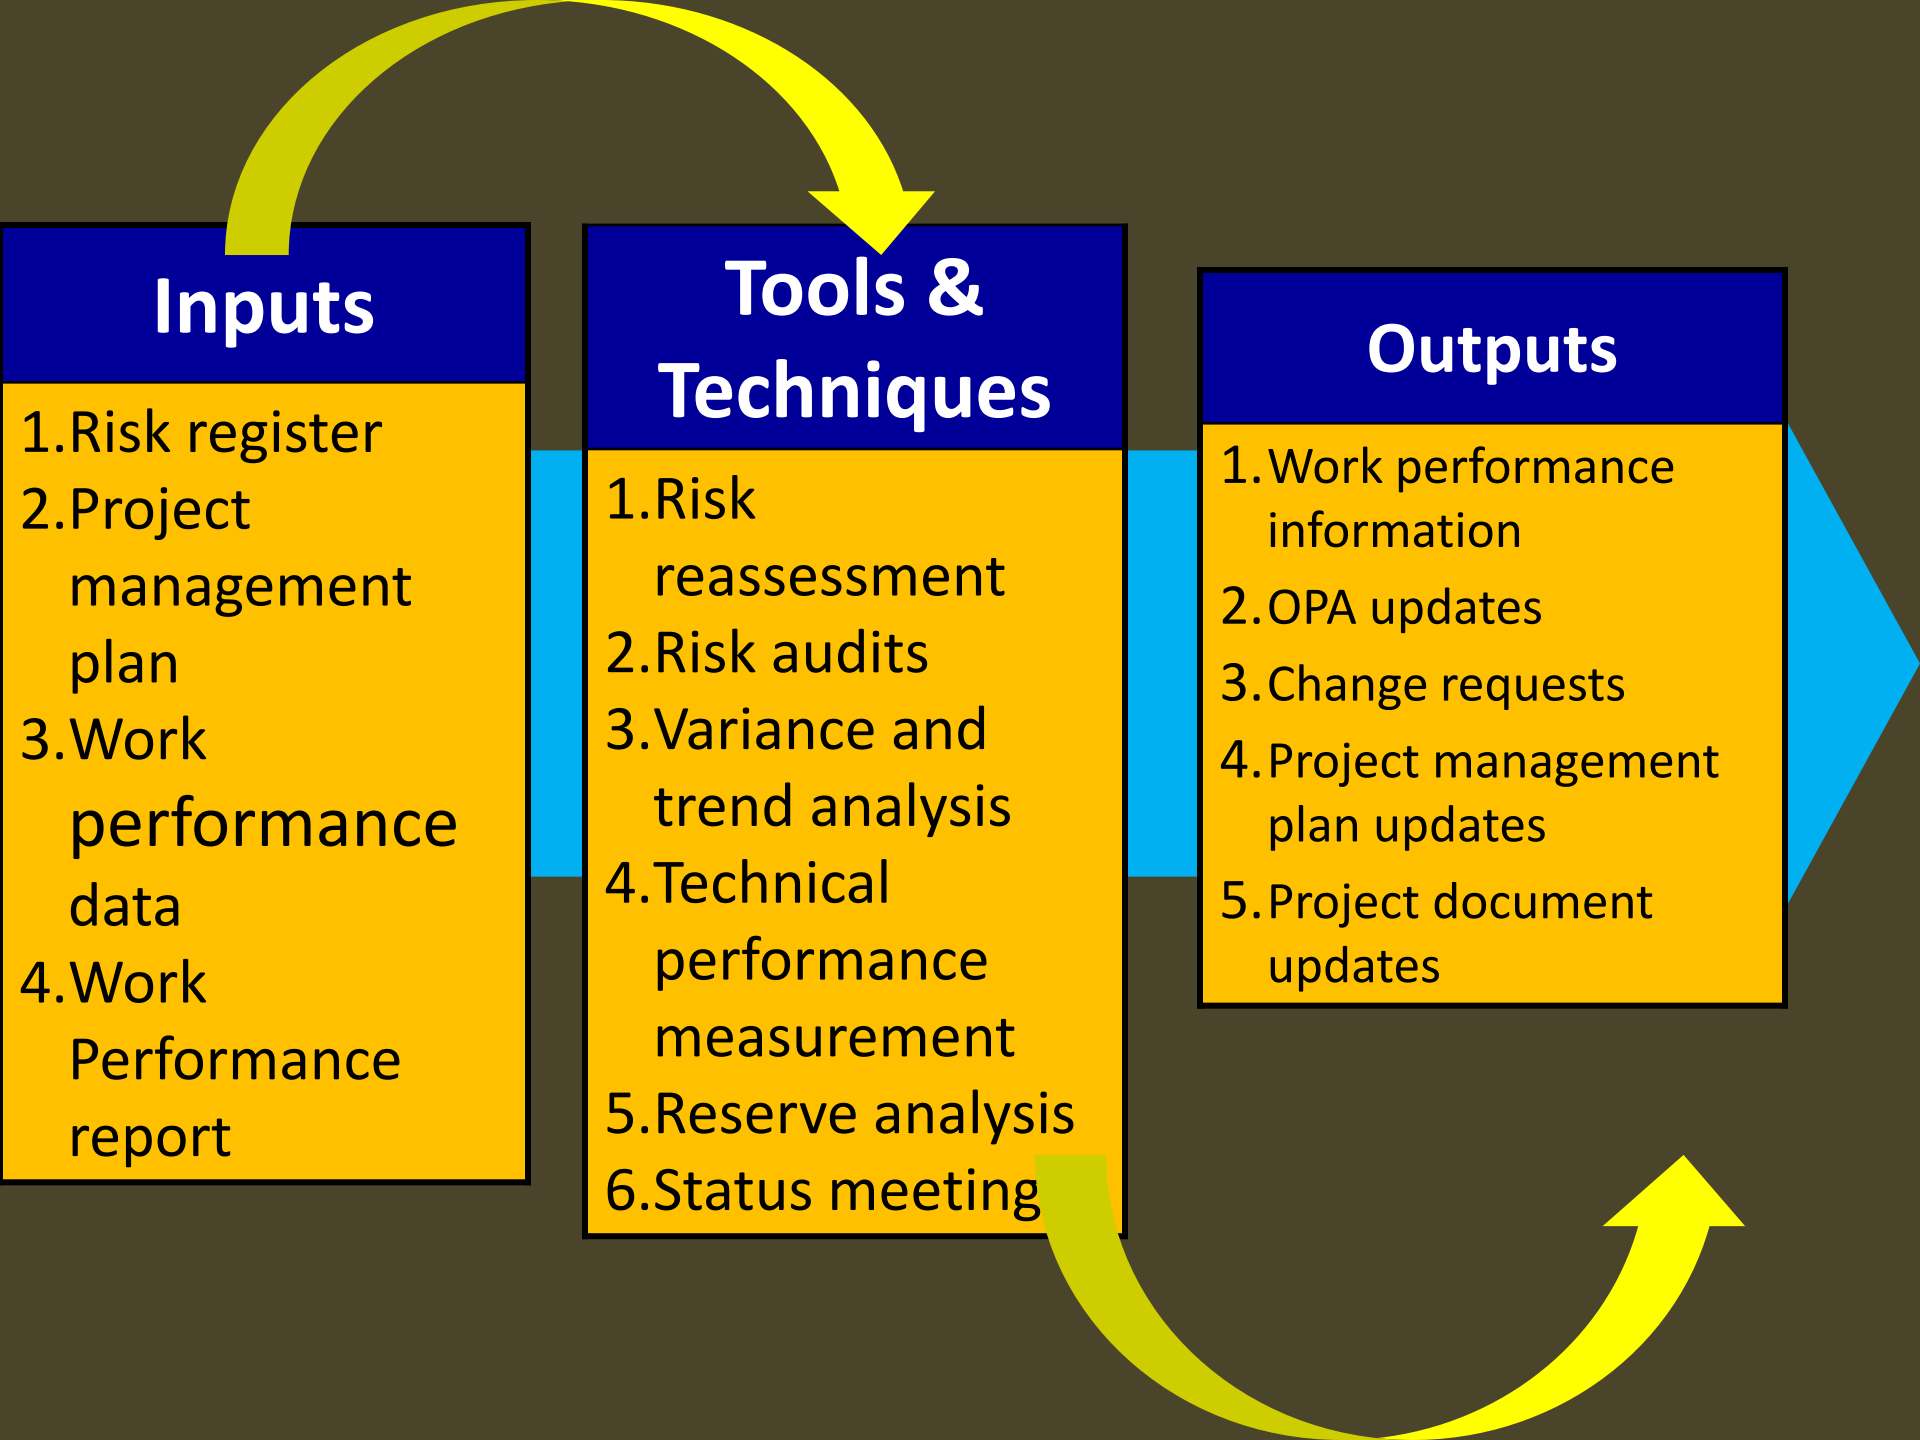 Inputs
1.Risk register
2.Project
management
plan
3.Work
performance
data
4.Work
Performance
report
Tools &
Techniques
1.Risk
reassessment
2.Risk audits
3.Variance and
trend analysis
4.Technical
performance
measurement
5.Reserve analysis
6.Status meeting
Outputs
1.Work performance
information
2.OPA updates
3.Change requests
4.Project management
plan updates
5.Project document
updates